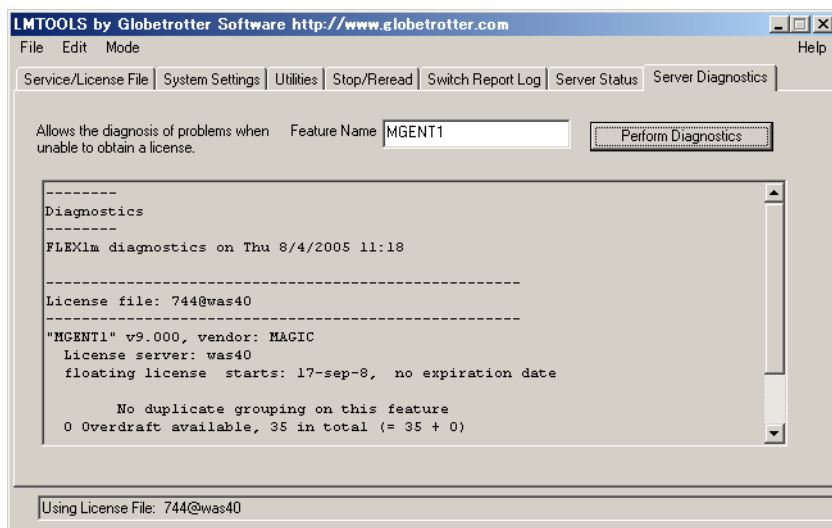 LMTOOLS by Globetrotter Software http://www.globetrotter.com
File Edit Mode Help
Service/License File System Settings Utilities Stop/Reread Switch Report Log Server Status Server Diagnostics
Allows the diagnosis of problems when
unable to obtain a license.
Feature Name MGENT1 Perform Diagnostics
--------
Diagnostics
--------
FLEXlm diagnostics on Thu 8/4/2005 11:18
-----------------------------------------------------
License file: 744@was40
-----------------------------------------------------
"MGENT1" v9.000, vendor: MAGIC
License server: was40
floating license starts: 17-sep-8, no expiration date
No duplicate grouping on this feature
0 Overdraft available, 35 in total (= 35 + 0)
Using License File: 744@was40